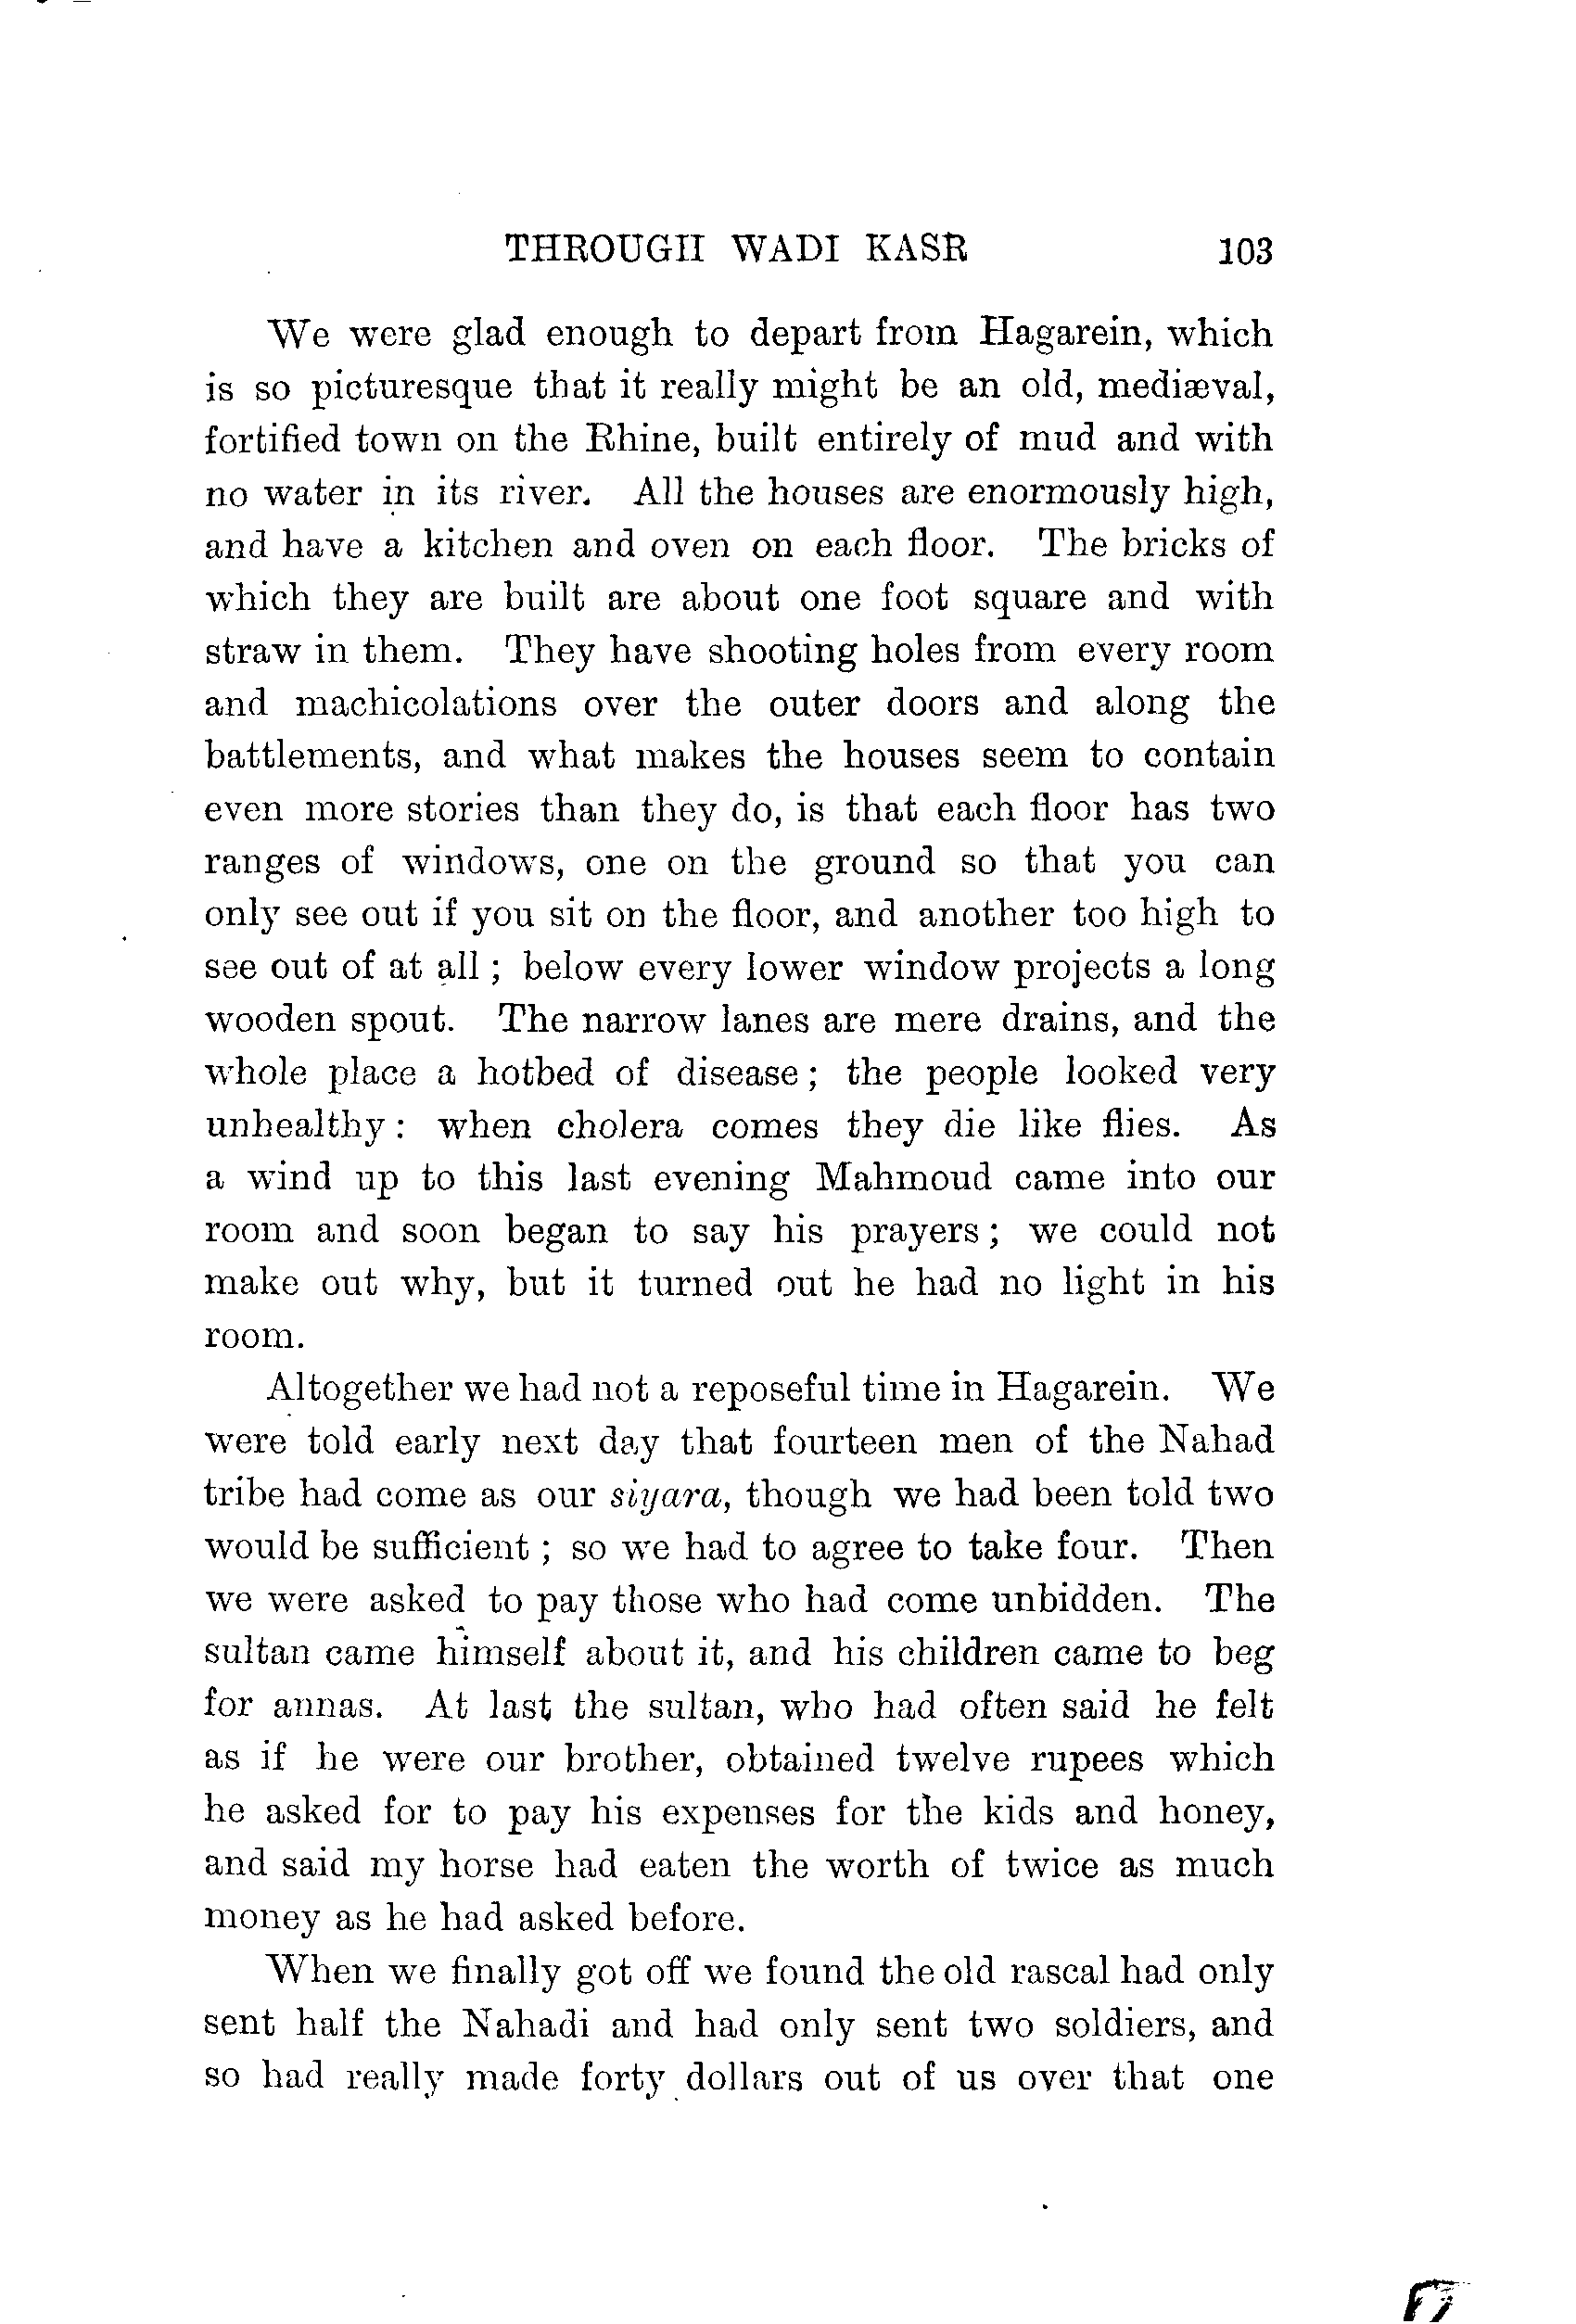 THROUGH WADI KASR 103
We were glad enough to depart from Hagarein, which
is so picturesque that it really might be an old, mediæval,
fortified town on the Rhine, built entirely of mud and with
no water in its river. All the houses are enormously high,
and have a kitchen and oven on each floor. The bricks of
which they are built are about one foot square and with
straw in them. They have shooting holes from every room
and machicolations over the outer doors and along the
battlements, and what makes the houses seem to contain
even more stories than they do, is that each floor has two
ranges of windows, one on the ground so that you can
only see out if you sit on the floor, and another too high to
see out of at all ; below every lower window projects a long
wooden spout. The narrow lanes are mere drains, and the
whole place a hotbed of disease ; the people looked very
unhealthy : when cholera comes they die like flies. As
a wind up to this last evening Mahmoud came into our
room and soon began to say his prayers ; we could not
make out why, but it turned out he had no light in his
room.
Altogether we had not a reposeful time in Hagarein. We
were told early next day that fourteen men of the Nahad
tribe had come as our siyara, though we had been told two
would be sufficient ; so we had to agree to take four. Then
we were asked to pay those who had come unbidden. The
sultan came himself about it, and his children came to beg
for annas. At last the sultan, who had often said he felt
as if he were our brother, obtained twelve rupees which
he asked for to pay his expenses for the kids and honey,
and said my horse had eaten the worth of twice as much
money as he had asked before.
When we finally got off we found the old rascal had only
sent half the Nahadi and had only sent two soldiers, and
so had really made forty dollars out of us over that one